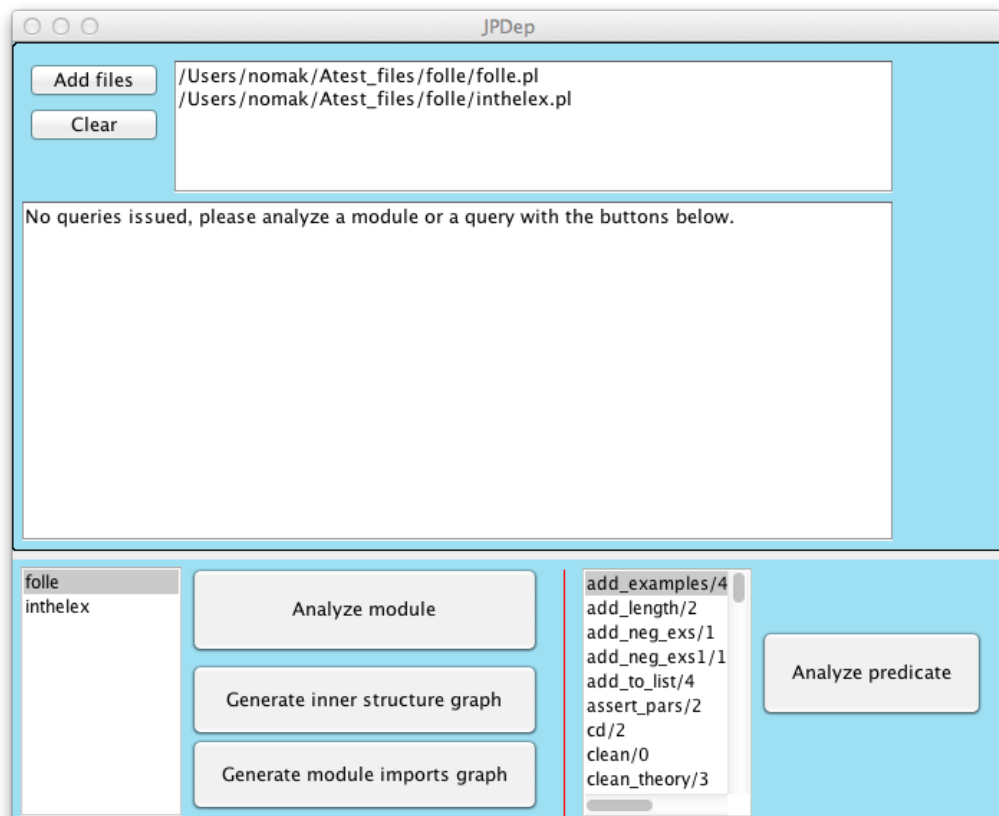 JPDep
Add files
Clear
/Users/nomak/Atest_files/folle/folle.pl
/Users/nomak/Atest_files/folle/inthelex.pl
No queries issued, please analyze a module or a query with the buttons below.
folle
inthelex
Analyze module
Generate inner structure graph
Generate module imports graph
add_examples/4
add_length/2
add_neg_exs/1
add_neg_exs1/1
add_to_list/4
assert_pars/2
cd/2
clean/0
clean_theory/3
Analyze predicate